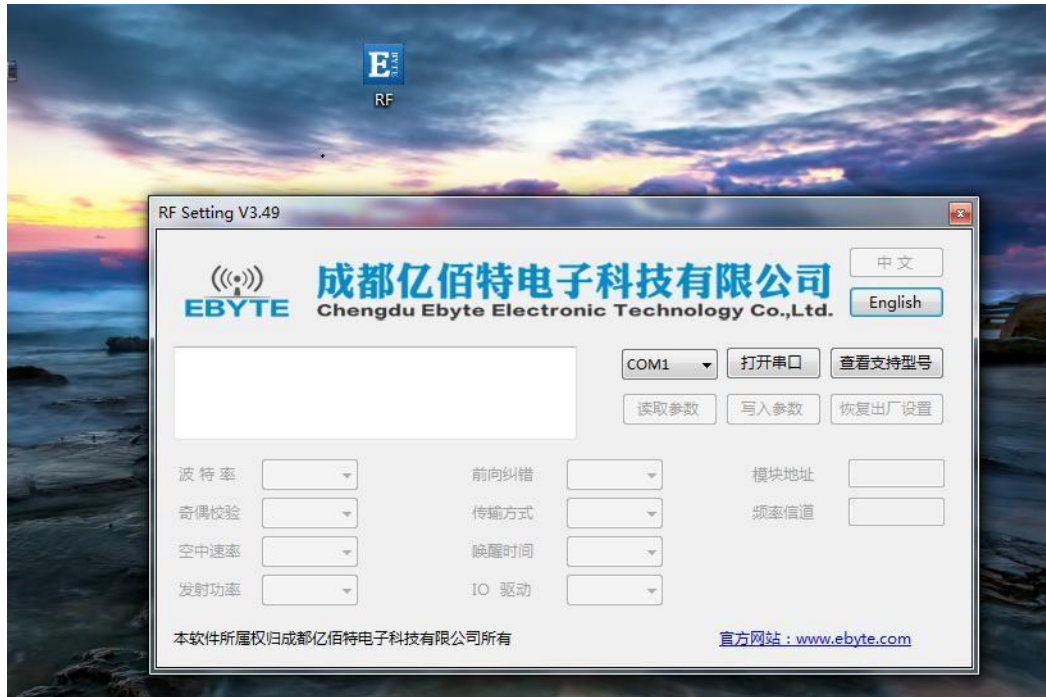 E BYTE
RF
RF Setting V3.49
EBYTE
成都亿佰特电子科技有限公司
Chengdu Ebyte Electronic Technology Co.,Ltd.
中 文
English
COM1 打开串口 查看支持型号
读取参数 写入参数 恢复出厂设置
波 特 率 前向纠错 模块地址
奇偶校验 传输方式 频率信道
空中速率 唤醒时间
发射功率 IO 驱动
本软件所属权归成都亿佰特电子科技有限公司所有 官方网站：www.ebyte.com